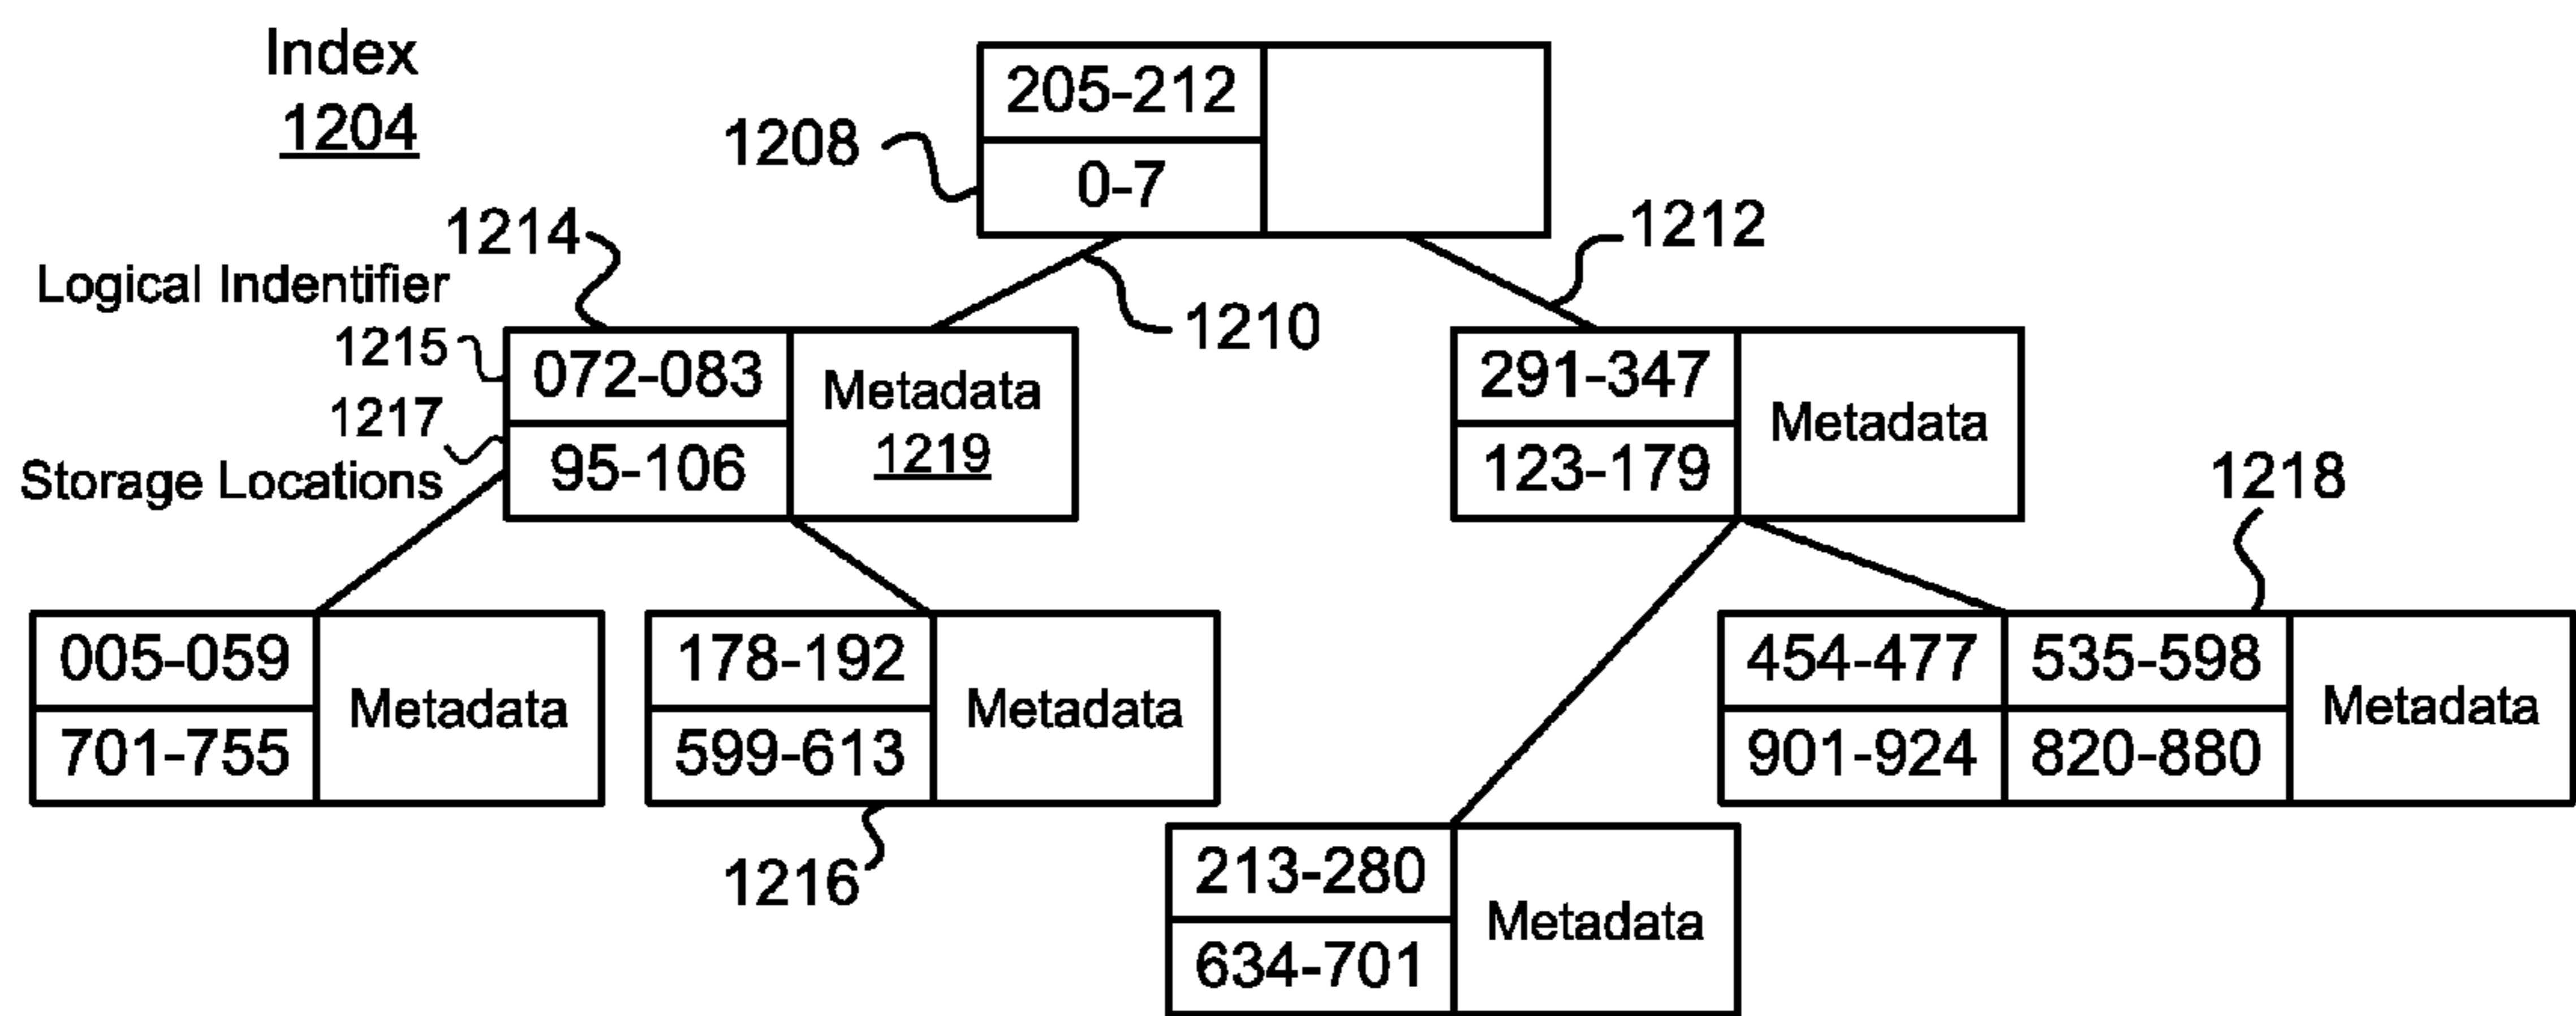 Index
1204
205-212
0-7
1208
1212
1214
Logical Indentifier
1210
1215
072-083
Metadata
1219
291-347
Metadata
1217
95-106
123-179
Storage Locations
1218
005-059
Metadata
701-755
178-192
Metadata
599-613
454-477
535-598
Metadata
901-924
820-880
1216
213-280
Metadata
634-701